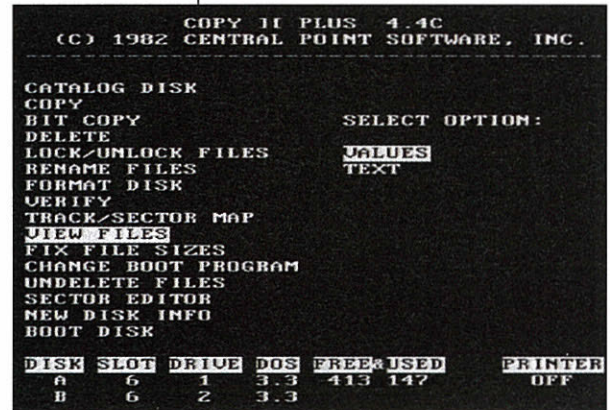 COPY ][ PLUS 4.4C
(C) 1982 CENTRAL POINT SOFTWARE, INC.
CATALOG DISK
COPY
BIT COPY
DELETE
LOCK/UNLOCK FILES
RENAME FILES
FORMAT DISK
VERIFY
TRACK/SECTOR MAP
VIEW FILES
FIX FILE SIZES
CHANGE BOOT PROGRAM
UNDELETE FILES
SECTOR EDITOR
NEW DISK INFO
BOOT DISK
SELECT OPTION:
VALUES
TEXT
DISK SLOT DRIVE DOS FREE&USED PRINTER
A 6 1 3.3 413 147 OFF
B 6 2 3.3